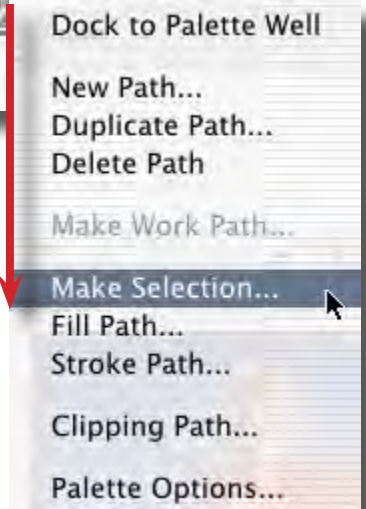 Dock to Palette Well
New Path...
Duplicate Path...
Delete Path
Make Work Path...
Make Selection...
Fill Path...
Stroke Path...
Clipping Path...
Palette Options...